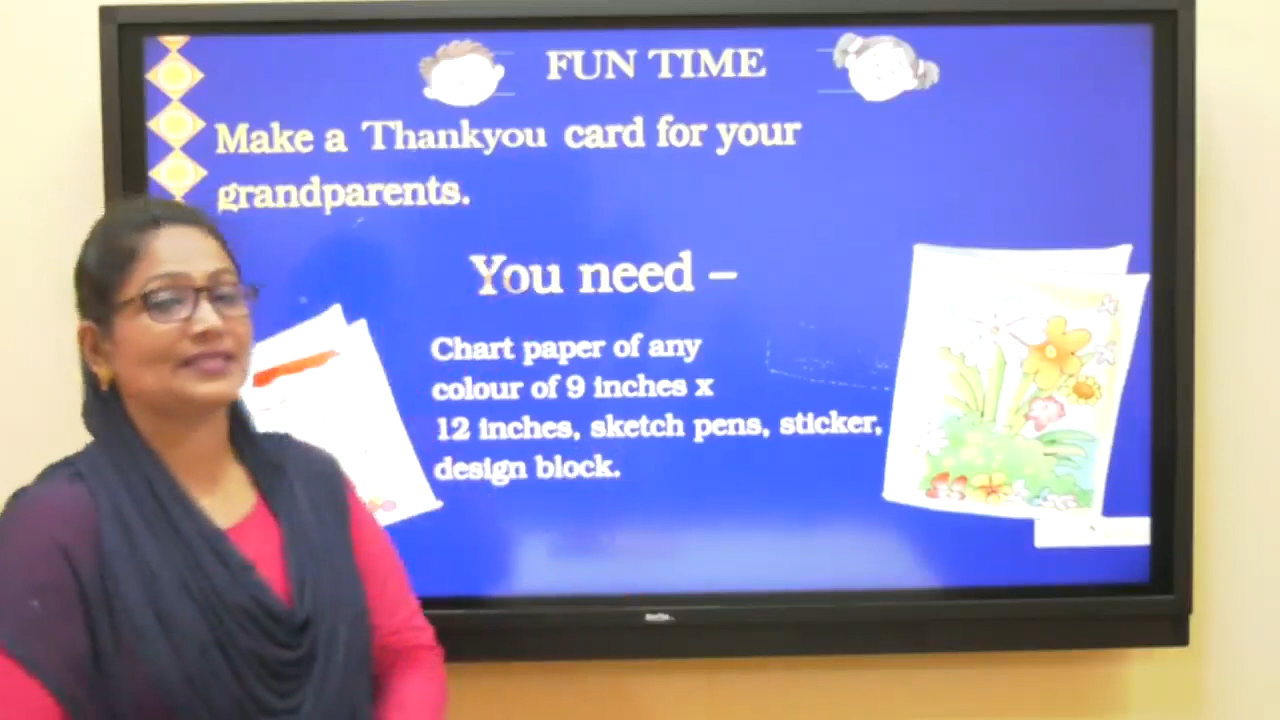 FUN TIME
Make a Thankyou card for your
grandparents.
You need –
Chart paper of any
colour of 9 inches x
12 inches, sketch pens, sticker,
design block.